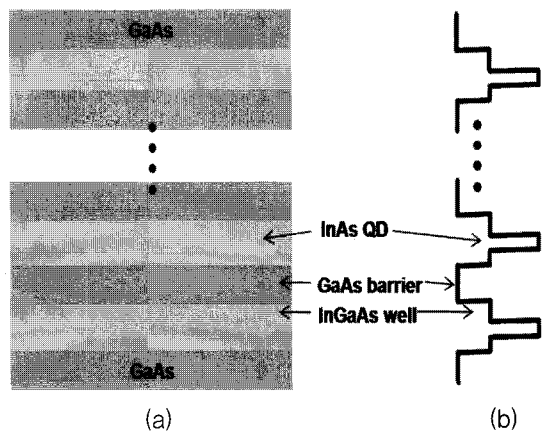 GaAs
InAs QD
GaAs barrier
InGaAs well
GaAs
(a)
(b)